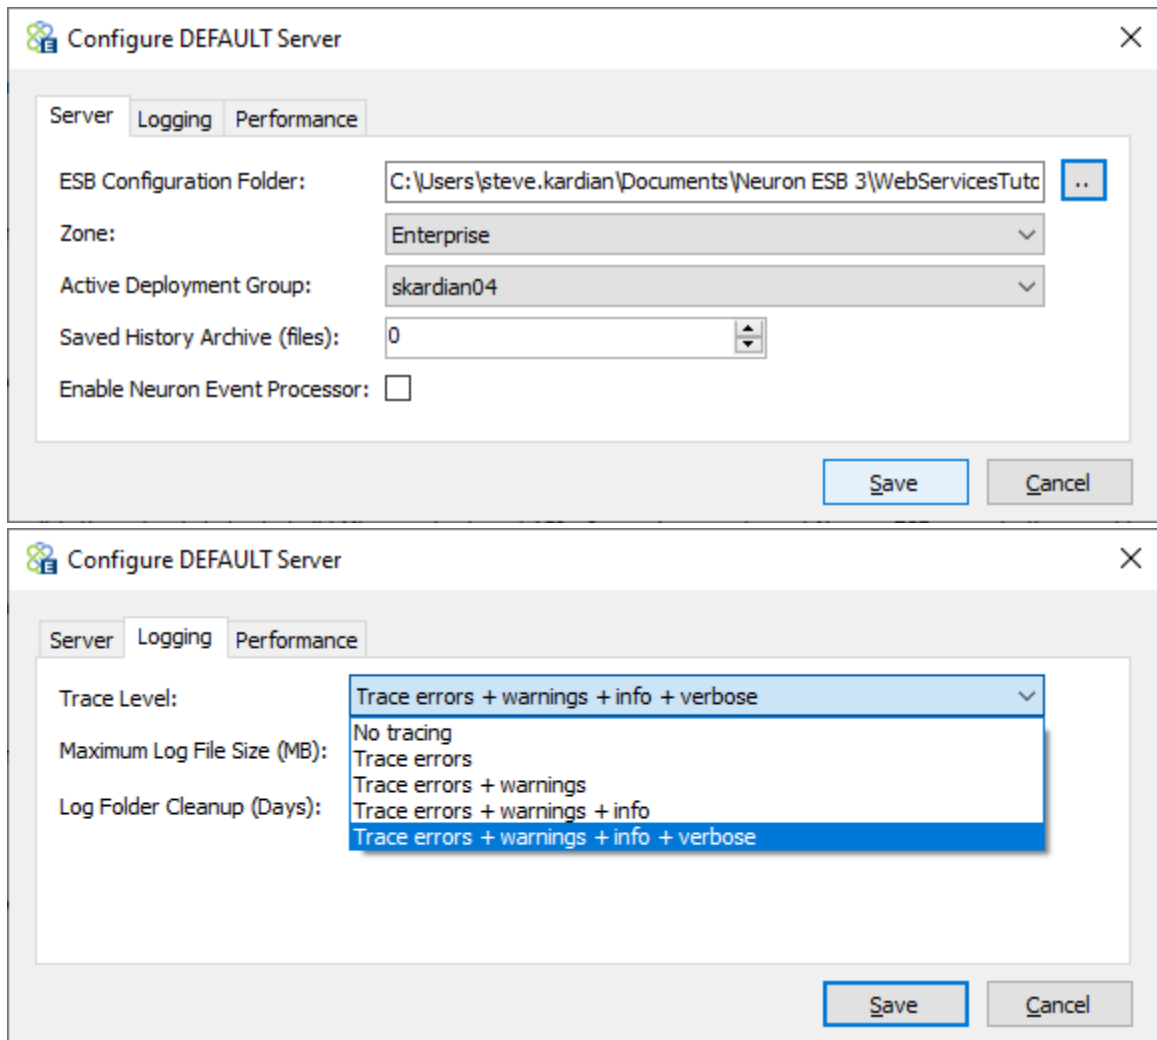 Configure DEFAULT Server
Server Logging Performance
ESB Configuration Folder: C:\Users\steve.kardian\Documents\Neuron ESB 3\WebServicesTuto ..
Zone: Enterprise
Active Deployment Group: skardian04
Saved History Archive (files): 0
Enable Neuron Event Processor:
Save Cancel
Configure DEFAULT Server
Server Logging Performance
Trace Level: Trace errors + warnings + info + verbose
No tracing
Maximum Log File Size (MB):
Trace errors
Trace errors + warnings
Log Folder Cleanup (Days): Trace errors + warnings + info
Trace errors + warnings + info + verbose
Save Cancel